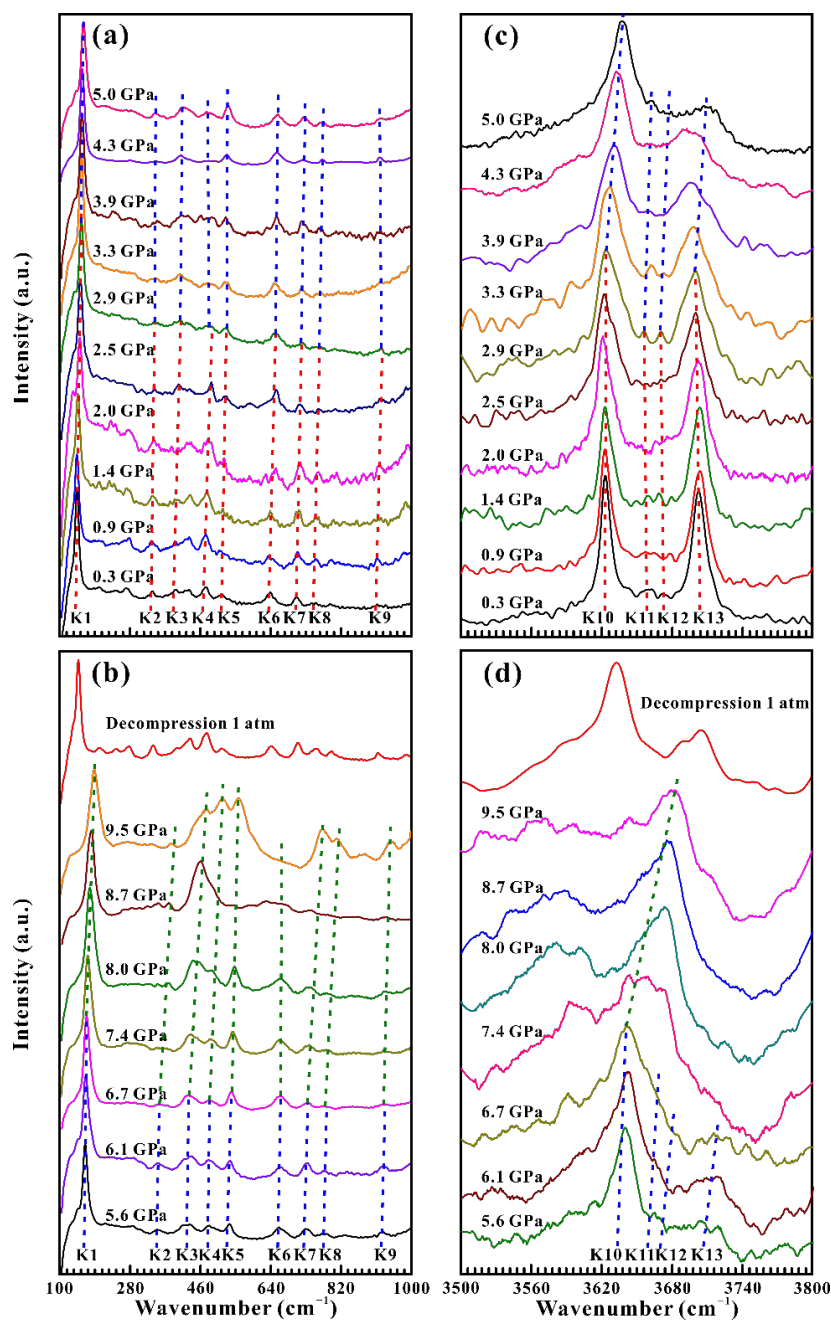 (a)
5.0 GPa
4.3 GPa
3.9 GPa
3.3 GPa
2.9 GPa
2.5 GPa
2.0 GPa
1.4 GPa
0.9 GPa
0.3 GPa
K1 K2 K3 K4 K5 K6 K7 K8 K9
Intensity (a.u.)
(c)
5.0 GPa
4.3 GPa
3.9 GPa
3.3 GPa
2.9 GPa
2.5 GPa
2.0 GPa
1.4 GPa
0.9 GPa
0.3 GPa
K10 K11 K12 K13
(b)
Decompression 1 atm
9.5 GPa
8.7 GPa
8.0 GPa
7.4 GPa
6.7 GPa
6.1 GPa
5.6 GPa
K1 K2 K3 K4 K5 K6 K7 K8 K9
Intensity (a.u.)
100 280 460 640 820 1000
Wavenumber (cm⁻¹)
(d)
Decompression 1 atm
9.5 GPa
8.7 GPa
8.0 GPa
7.4 GPa
6.7 GPa
6.1 GPa
5.6 GPa
K10 K11 K12 K13
3500 3560 3620 3680 3740 3800
Wavenumber (cm⁻¹)